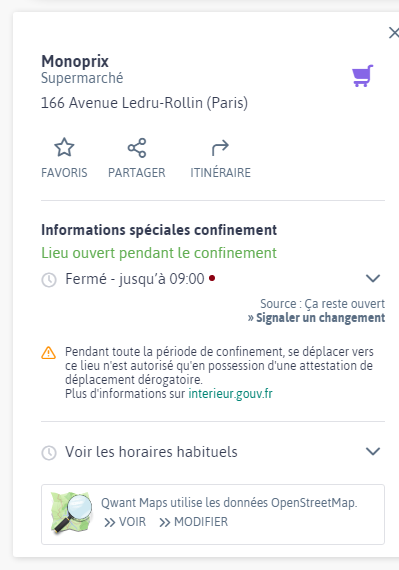 Monoprix
Supermarché
166 Avenue Ledru-Rollin (Paris)
FAVORIS PARTAGER ITINÉRAIRE
Informations spéciales confinement
Lieu ouvert pendant le confinement
Fermé - jusqu'à 09:00
Source : Ça reste ouvert
» Signaler un changement
Pendant toute la période de confinement, se déplacer vers
ce lieu n'est autorisé qu'en possession d'une attestation de
déplacement dérogatoire.
Plus d'informations sur interieur.gouv.fr
Voir les horaires habituels
Qwant Maps utilise les données OpenStreetMap.
VOIR MODIFIER